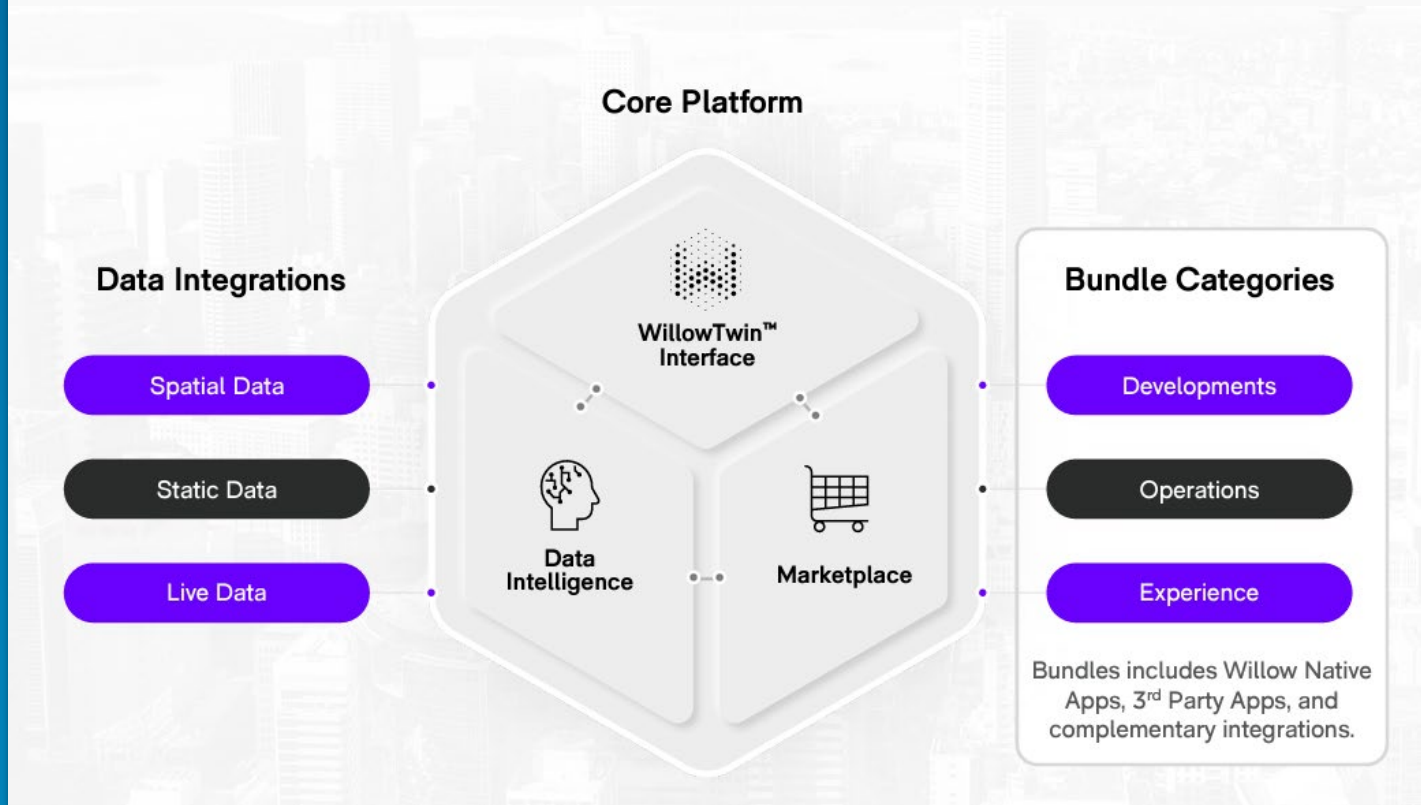 Core Platform
Data Integrations
Spatial Data
Static Data
Live Data
WillowTwin™
Interface
Data
Intelligence
Marketplace
Bundle Categories
Developments
Operations
Experience
Bundles includes Willow Native
Apps, 3rd Party Apps, and
complementary integrations.